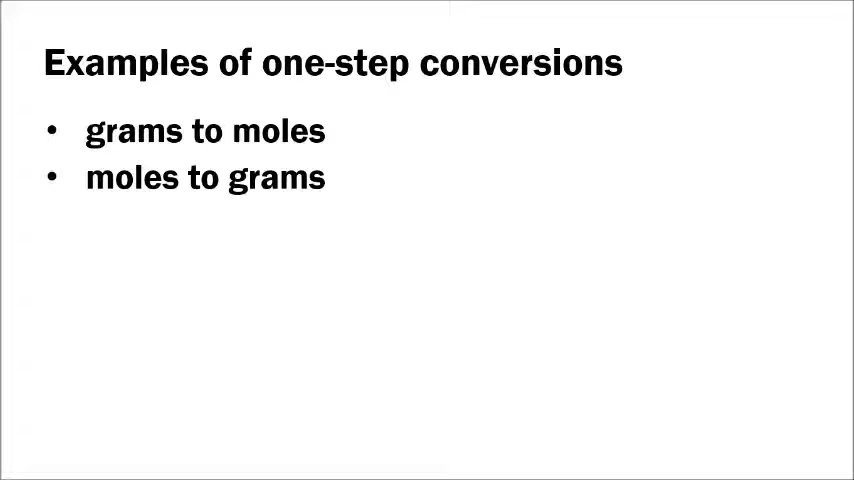 Examples of one-step conversions
• grams to moles
• moles to grams